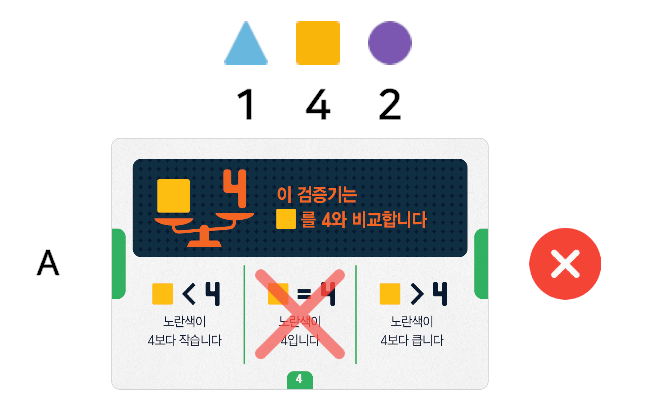 1 4 2
A
4
이 검증기는
를 4와 비교합니다
< 4
노란색이
4보다 작습니다
= 4
노란색이
4입니다
> 4
노란색이
4보다 큽니다
4